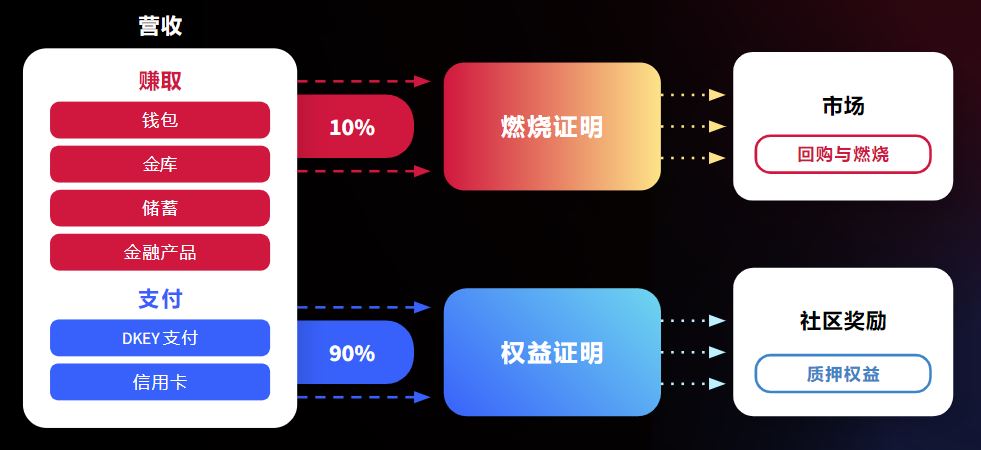 营收
赚取
钱包
金库
储蓄
金融产品
支付
DKEY 支付
信用卡
10%
90%
燃烧证明
权益证明
市场
回购与燃烧
社区奖励
质押权益